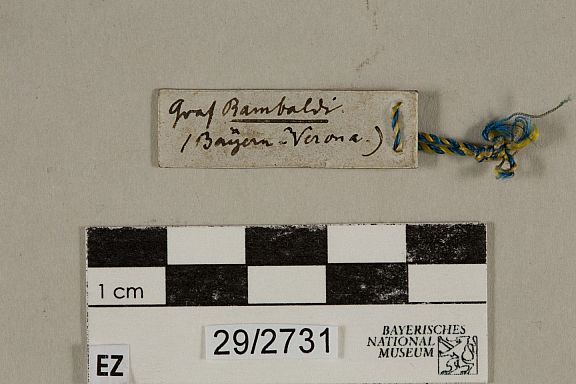 Graf Rambaldi.
(Bayern-Verona.)
1 cm
29/2731
BAYERISCHES
NATIONAL
MUSEUM
EZ